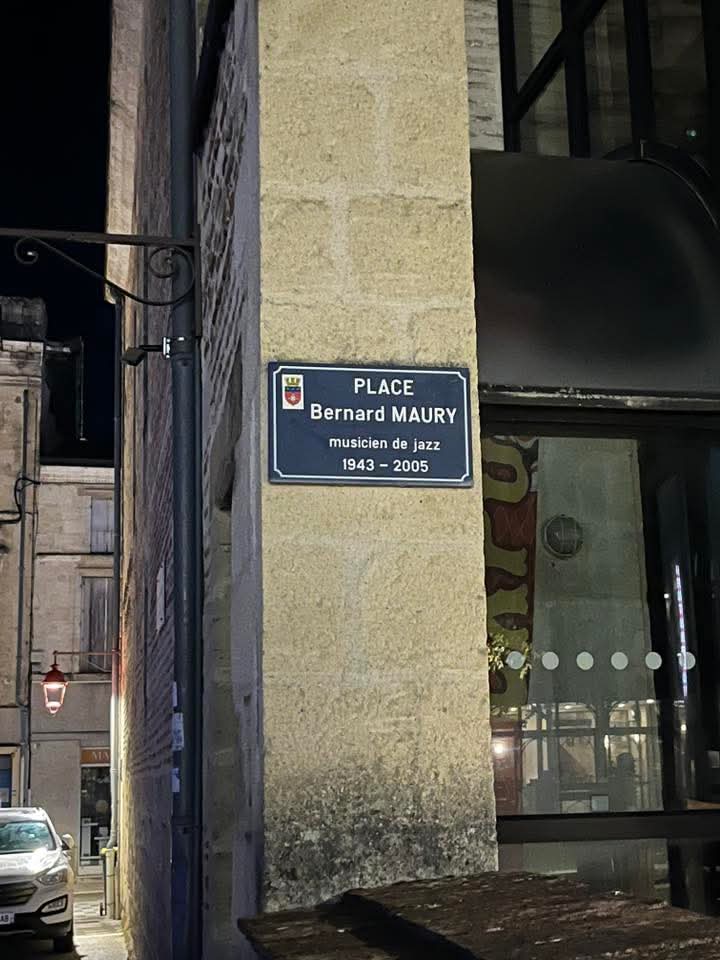 PLACE
Bernard MAURY
musicien de jazz
1943 – 2005